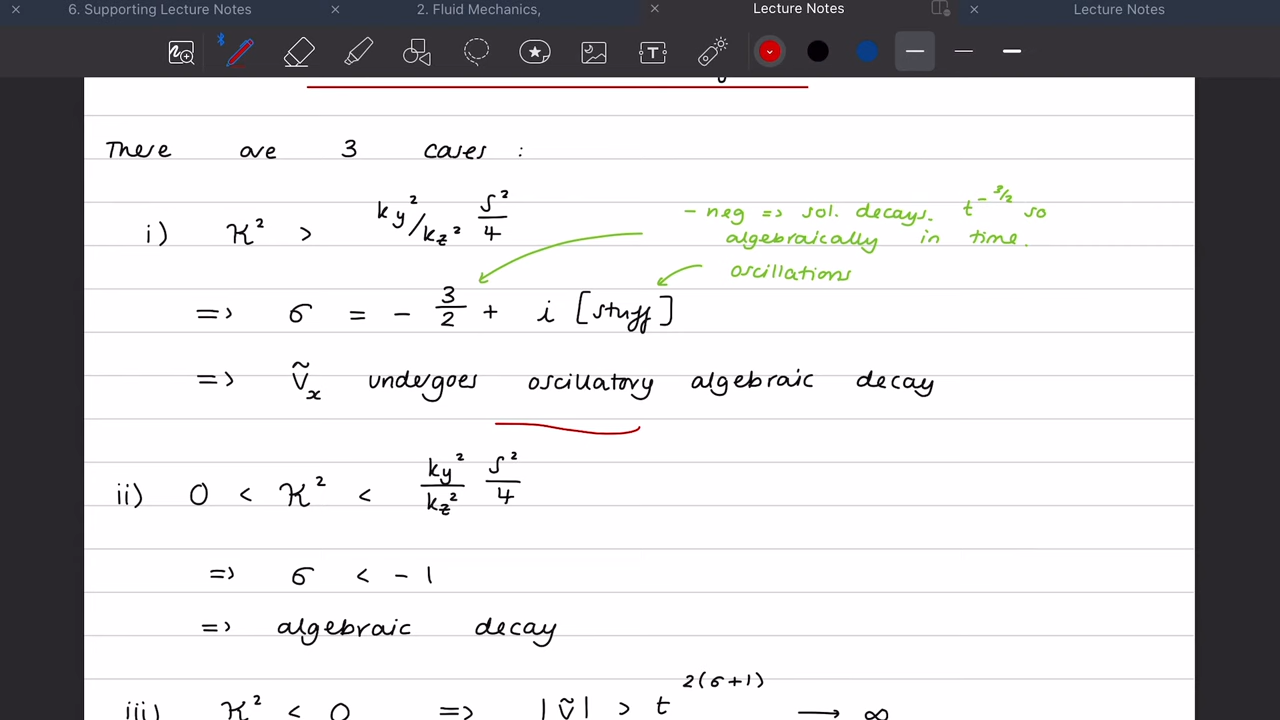 6. Supporting Lecture Notes
2. Fluid Mechanics,
Lecture Notes
Lecture Notes
There are 3 cases :
i) K² > ky²/kz² S²/4
- neg => sol. decays. t^-3/2 so
algebraically in time.
oscillations
=> σ = - 3/2 + i [stuff]
=> ṽₓ undergoes oscillatory algebraic decay
ii) 0 < K² < ky²/kz² S²/4
=> σ < - 1
=> algebraic decay
iii) K² < 0 => |ṽ| > t^2(σ+1) → ∞